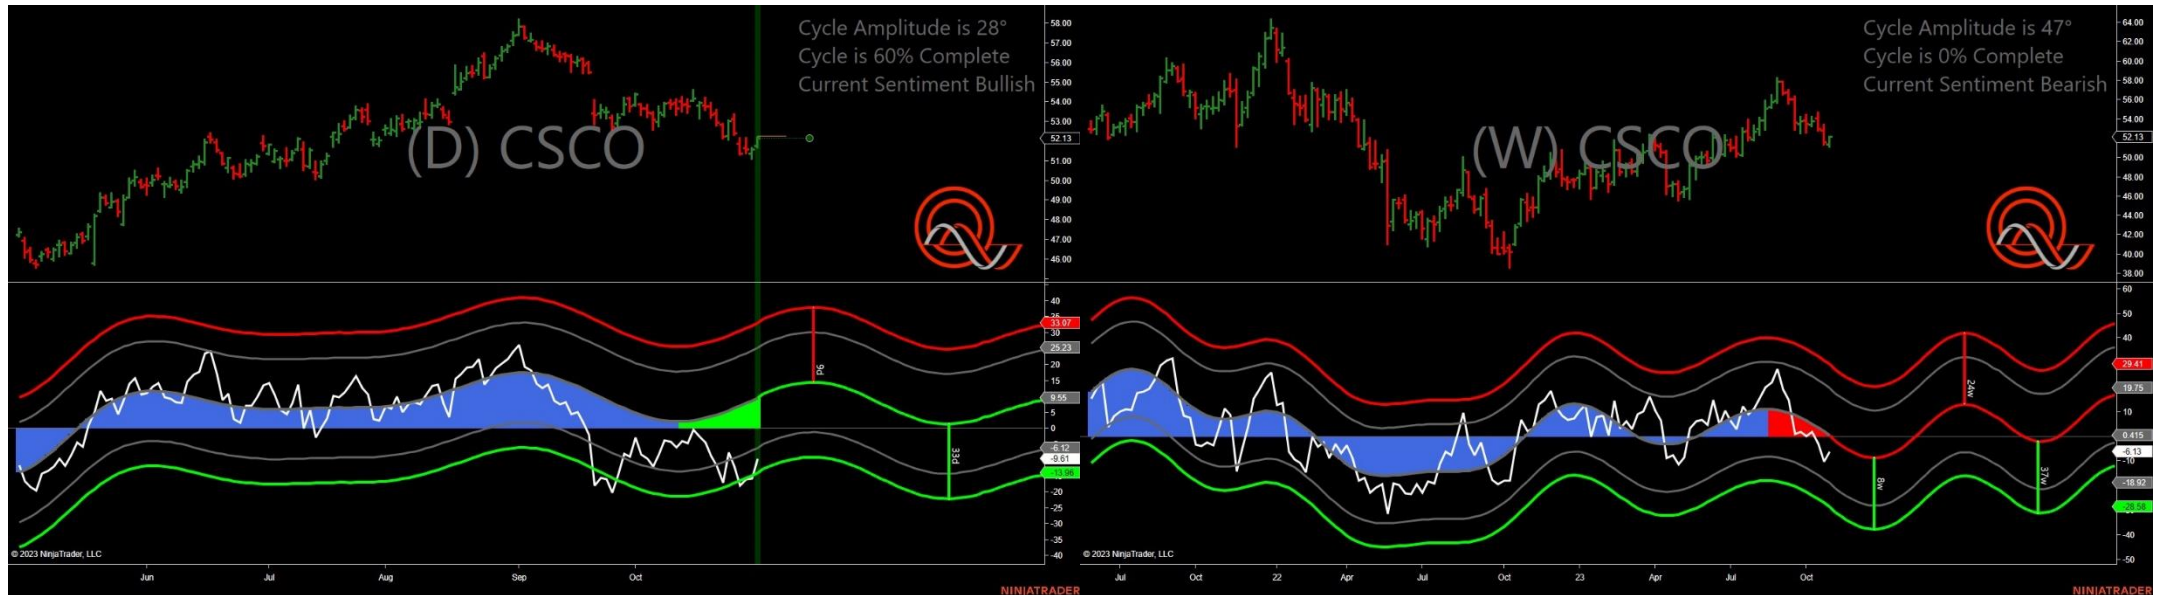 Cycle Amplitude is 28°
Cycle is 60% Complete
Current Sentiment Bullish
(D) CSCO
58.00
57.00
56.00
55.00
54.00
53.00
52.13
51.00
50.00
49.00
48.00
47.00
46.00
40
33.07
30
25.23
20
15
9.55
5
0
-6.12
-9.61
-13.96
-20
-25
-30
-35
-40
9d
33d
© 2023 NinjaTrader, LLC
Jun
Jul
Aug
Sep
Oct
NINJATRADER
Cycle Amplitude is 47°
Cycle is 0% Complete
Current Sentiment Bearish
(W) CSCO
64.00
62.00
60.00
58.00
56.00
54.00
52.13
50.00
48.00
46.00
44.00
42.00
40.00
38.00
60
50
40
29.41
19.75
10
0.415
-6.13
-10
-18.92
-28.58
-40
-50
24w
8w
37w
© 2023 NinjaTrader, LLC
Jul
Oct
22
Apr
Jul
Oct
23
Apr
Jul
Oct
NINJATRADER